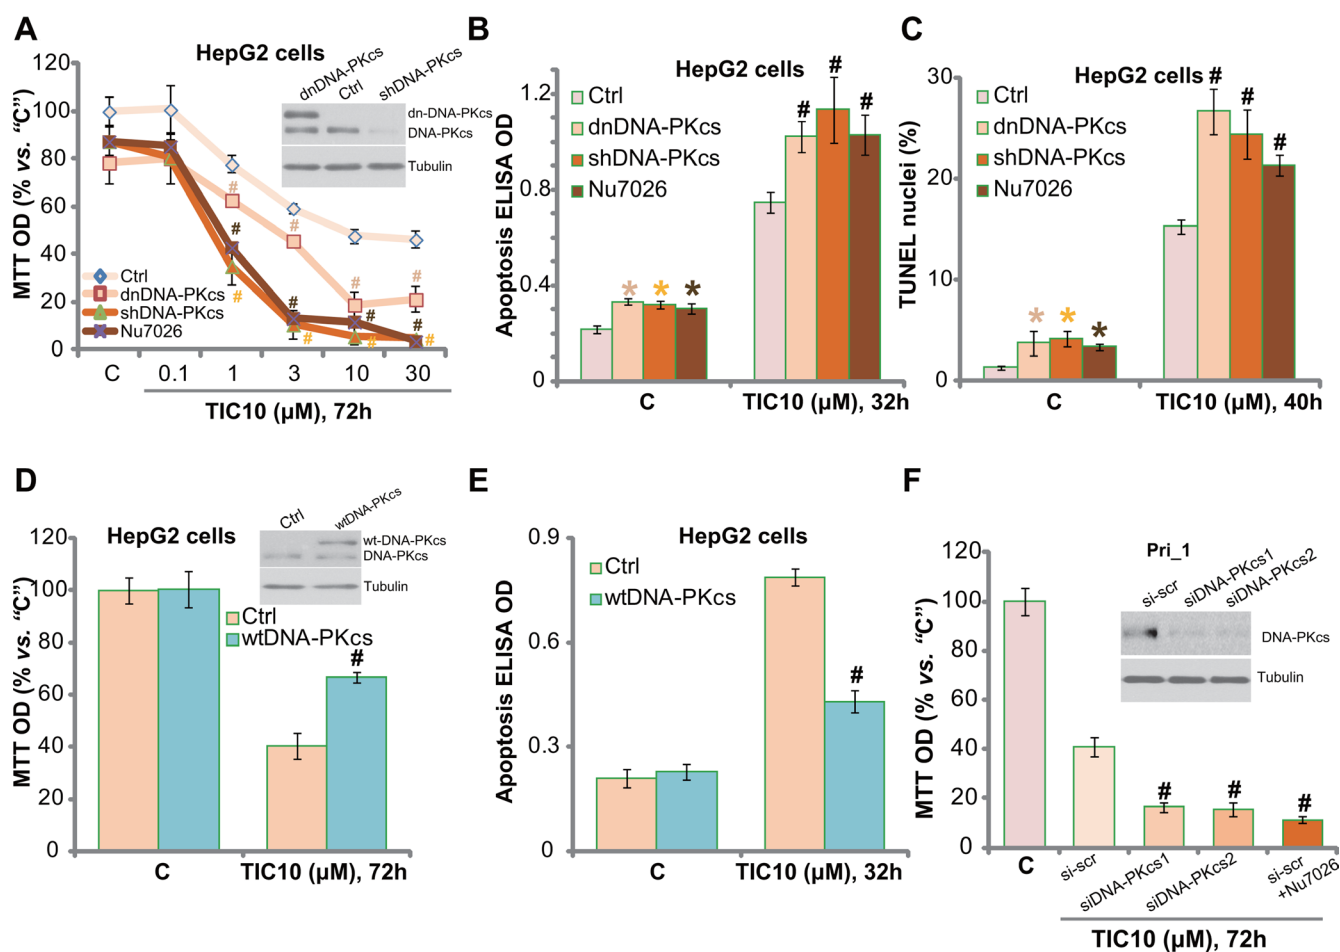 A
HepG2 cells
dnDNA-PKcs
Ctrl
shDNA-PKcs
dn-DNA-PKcs
DNA-PKcs
Tubulin
MTT OD (% vs. “C”)
120
100
80
60
40
20
0
#
#
#
#
#
#
#
#
#
#
#
#
Ctrl
dnDNA-PKcs
shDNA-PKcs
Nu7026
C
0.1
1
3
10
30
TIC10 (µM), 72h
B
HepG2 cells
Apoptosis ELISA OD
1.2
0.8
0.4
0
Ctrl
dnDNA-PKcs
shDNA-PKcs
Nu7026
* * *
# # #
C
TIC10 (µM), 32h
C
HepG2 cells
TUNEL nuclei (%)
30
20
10
0
Ctrl
dnDNA-PKcs
shDNA-PKcs
Nu7026
* * *
# # #
C
TIC10 (µM), 40h
D
HepG2 cells
Ctrl
wtDNA-PKcs
wt-DNA-PKcs
DNA-PKcs
Tubulin
MTT OD (% vs. “C”)
120
100
80
60
40
20
0
Ctrl
wtDNA-PKcs
#
C
TIC10 (µM), 72h
E
HepG2 cells
Apoptosis ELISA OD
0.9
0.6
0.3
0
Ctrl
wtDNA-PKcs
#
C
TIC10 (µM), 32h
F
Pri_1
si-scr
siDNA-PKcs1
siDNA-PKcs2
DNA-PKcs
Tubulin
MTT OD (% vs. “C”)
120
100
80
60
40
20
0
# # #
C
si-scr
siDNA-PKcs1
siDNA-PKcs2
si-scr
+Nu7026
TIC10 (µM), 72h